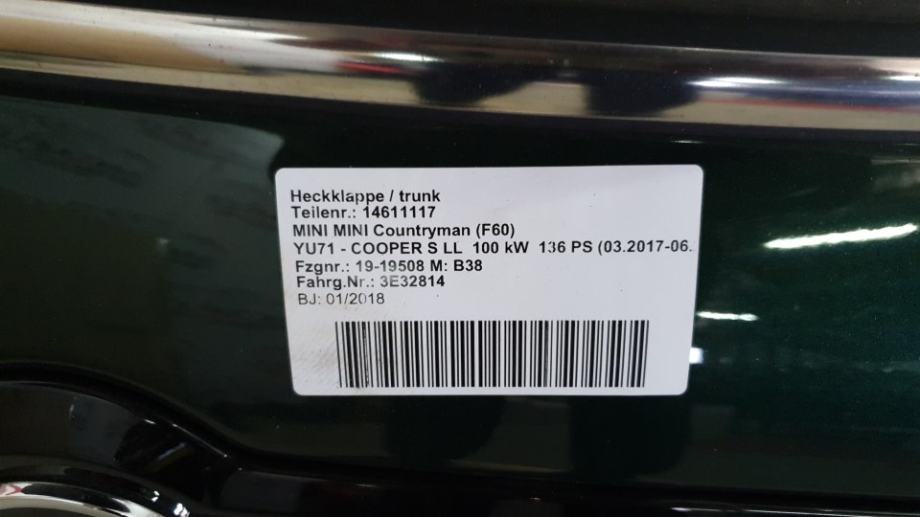 Heckklappe / trunk
Teilenr.: 14611117
MINI MINI Countryman (F60)
YU71 - COOPER S LL 100 kW 136 PS (03.2017-06.
Fzgnr.: 19-19508 M: B38
Fahrg.Nr.: 3E32814
BJ: 01/2018